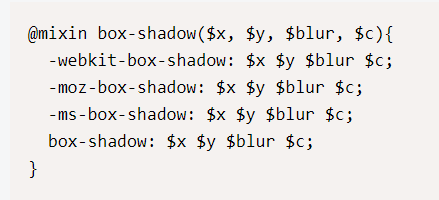 @mixin box-shadow($x, $y, $blur, $c){
  -webkit-box-shadow: $x $y $blur $c;
  -moz-box-shadow: $x $y $blur $c;
  -ms-box-shadow: $x $y $blur $c;
  box-shadow: $x $y $blur $c;
}